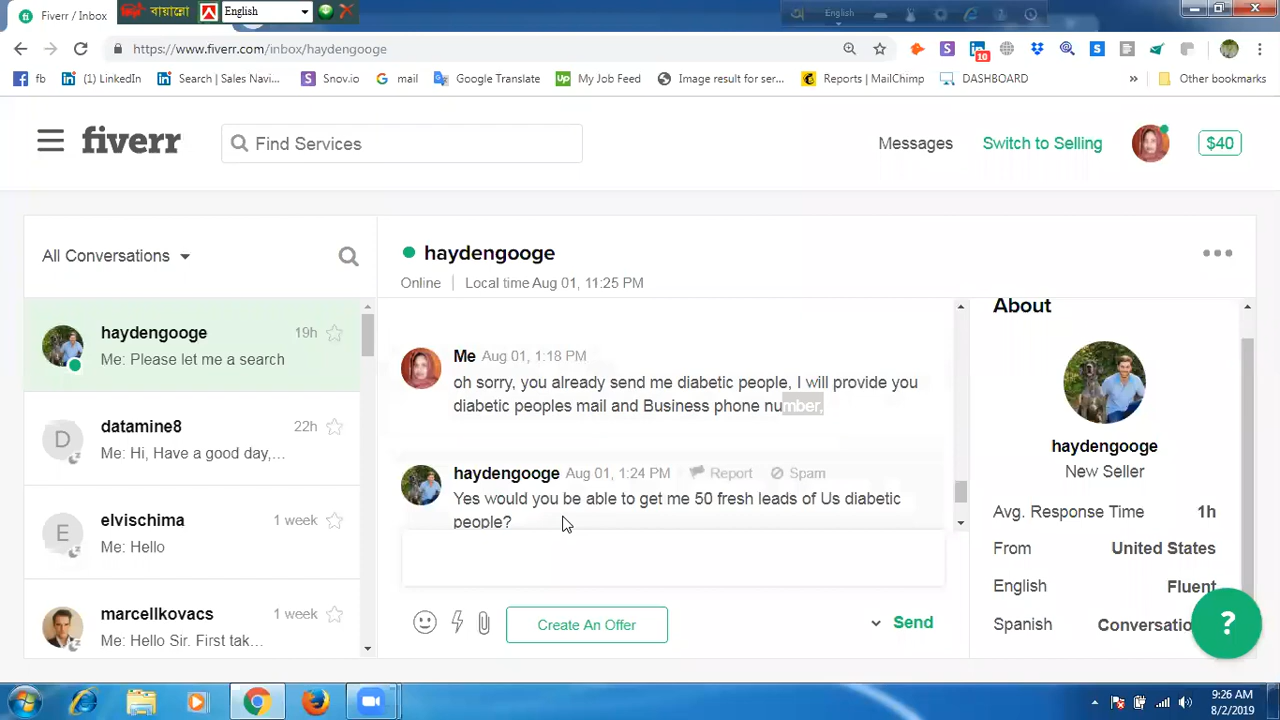 Fiverr / Inbox
বায়ান্নো
English
English
https://www.fiverr.com/inbox/haydengooge
10
fb
(1) LinkedIn
Search | Sales Navi...
Snov.io
mail
Google Translate
Up
My Job Feed
Image result for ser...
Reports | MailChimp
DASHBOARD
»
Other bookmarks
fiverr
Find Services
Messages
Switch to Selling
$40
All Conversations
haydengooge
Online
Local time Aug 01, 11:25 PM
haydengooge
19h
Me: Please let me a search
D
datamine8
22h
Me: Hi, Have a good day,...
E
elvischima
1 week
Me: Hello
marcellkovacs
1 week
Me: Hello Sir. First tak...
Me Aug 01, 1:18 PM
oh sorry, you already send me diabetic people, I will provide you
diabetic peoples mail and Business phone number,
haydengooge Aug 01, 1:24 PM Report Spam
Yes would you be able to get me 50 fresh leads of Us diabetic
people?
Create An Offer
Send
About
haydengooge
New Seller
Avg. Response Time 1h
From United States
English Fluent
Spanish Conversatio
?
9:26 AM
8/2/2019